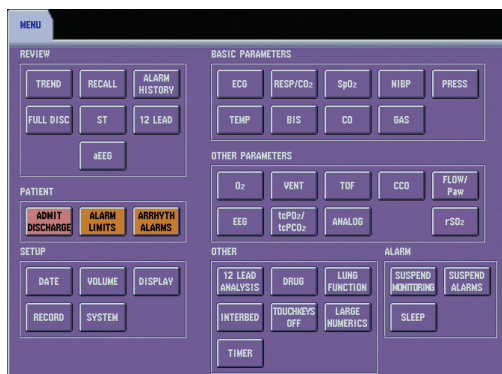 MENU
REVIEW
TREND
RECALL
ALARM
HISTORY
FULL DISC
ST
12 LEAD
aEEG
PATIENT
ADMIT
DISCHARGE
ALARM
LIMITS
ARRHYTH
ALARMS
SETUP
DATE
VOLUME
DISPLAY
RECORD
SYSTEM
BASIC PARAMETERS
ECG
RESP/CO₂
SpO₂
NIBP
PRESS
TEMP
BIS
CO
GAS
OTHER PARAMETERS
O₂
VENT
TOF
CCO
FLOW/
Paw
EEG
tcPO₂/
tcPCO₂
ANALOG
rSO₂
OTHER
12 LEAD
ANALYSIS
DRUG
LUNG
FUNCTION
INTERBED
TOUCHKEYS
OFF
LARGE
NUMERICS
TIMER
ALARM
SUSPEND
MONITORING
SUSPEND
ALARMS
SLEEP